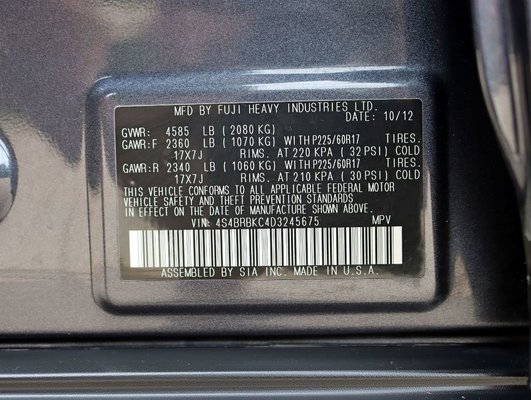 MFD BY FUJI HEAVY INDUSTRIES LTD.
DATE: 10/12
GVWR: 4585 LB (2080 KG)
GAWR:F 2360 LB (1070 KG) WITH P225/60R17 TIRES.
17X7J RIMS. AT 220 KPA (32 PSI) COLD
GAWR:R 2340 LB (1060 KG) WITH P225/60R17 TIRES.
17X7J RIMS. AT 210 KPA (30 PSI) COLD
THIS VEHICLE CONFORMS TO ALL APPLICABLE FEDERAL MOTOR
VEHICLE SAFETY AND THEFT PREVENTION STANDARDS
IN EFFECT ON THE DATE OF MANUFACTURE SHOWN ABOVE.
VIN: 4S4BRBKC4D3245675 MPV
ASSEMBLED BY SIA INC. MADE IN U.S.A.